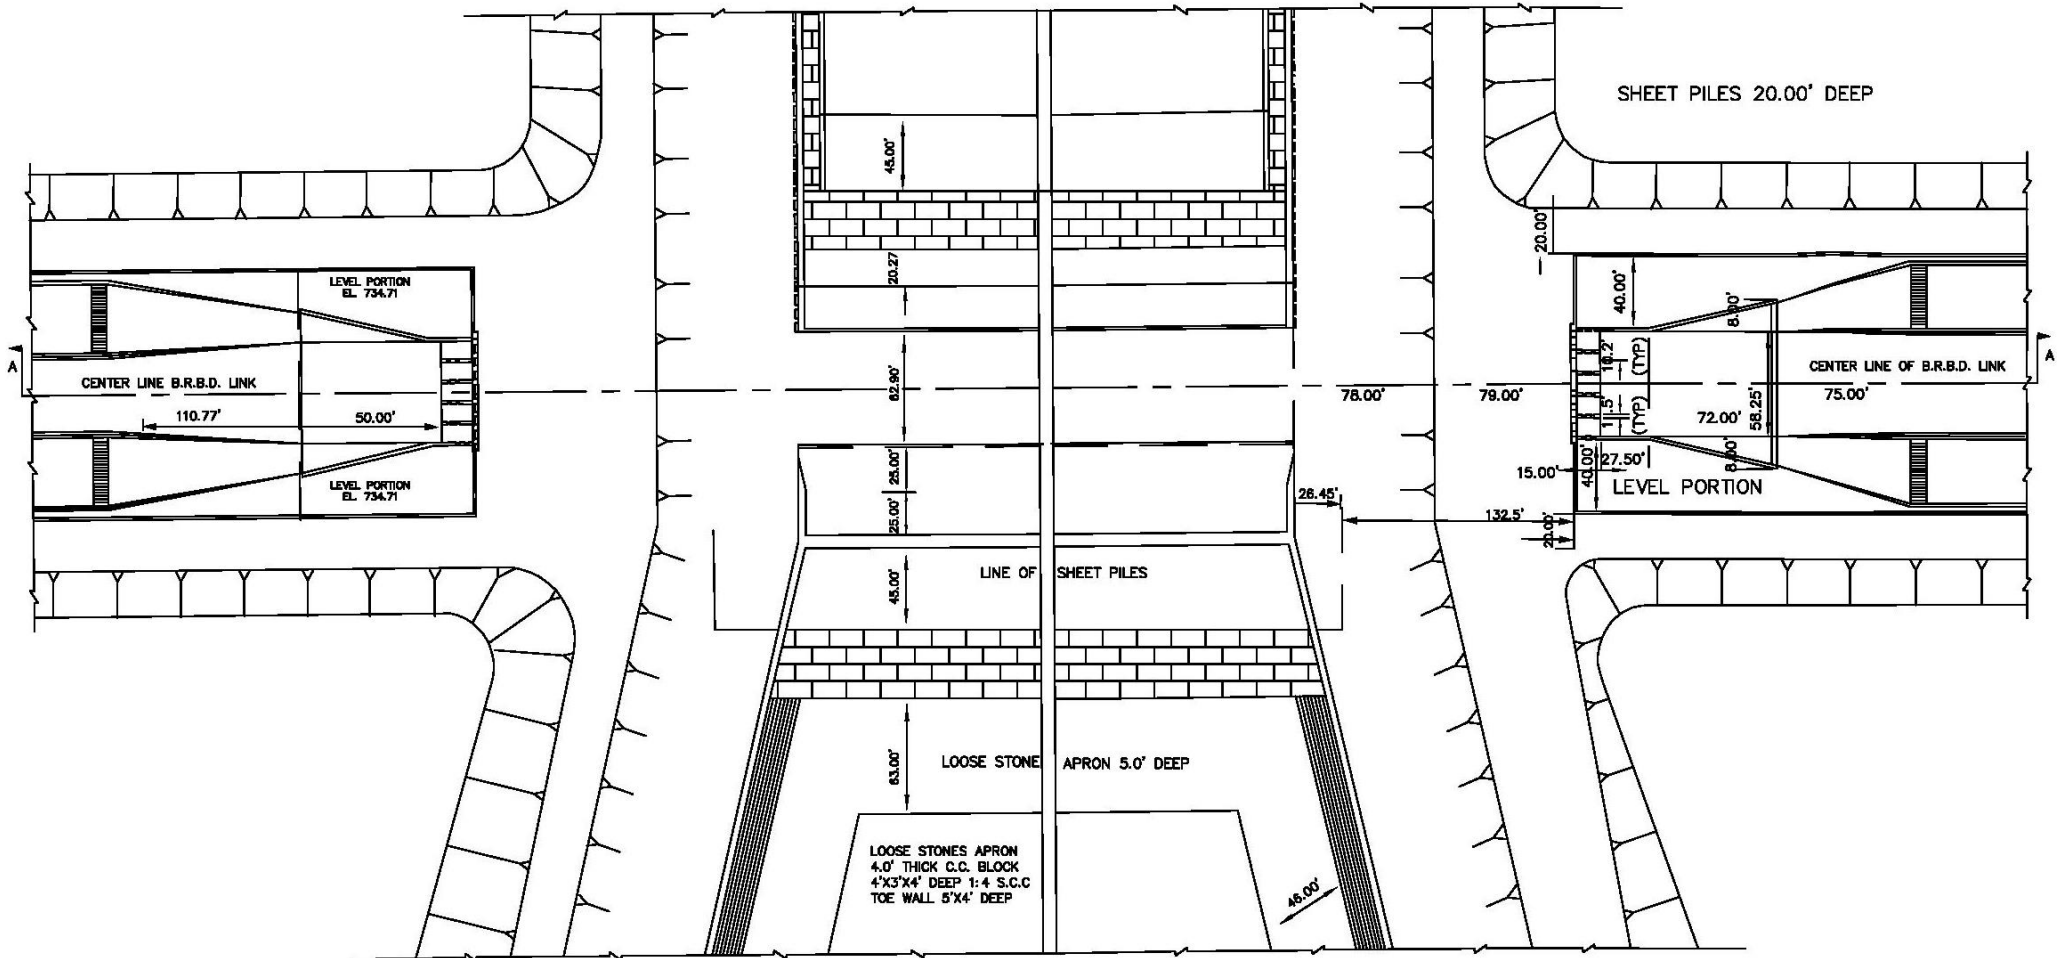 SHEET PILES 20.00' DEEP
45.00'
20.00'
20.27
LEVEL PORTION
EL. 734.71
40.00'
8.00'
A
A
CENTER LINE B.R.B.D. LINK
62.90'
10.2'
(TYP)
CENTER LINE OF B.R.B.D. LINK
78.00'
79.00'
75.00'
110.77'
50.00'
(TYP)
72.00'
58.25'
8.00'
25.00'
15.00'
27.50'
40.00'
LEVEL PORTION
EL. 734.71
LEVEL PORTION
26.45'
25.00'
132.5'
20.00'
LINE OF SHEET PILES
45.00'
63.00'
LOOSE STONE APRON 5.0' DEEP
LOOSE STONES APRON
4.0' THICK C.C. BLOCK
4'X3'X4' DEEP 1:4 S.C.C
TOE WALL 5'X4' DEEP
46.00'